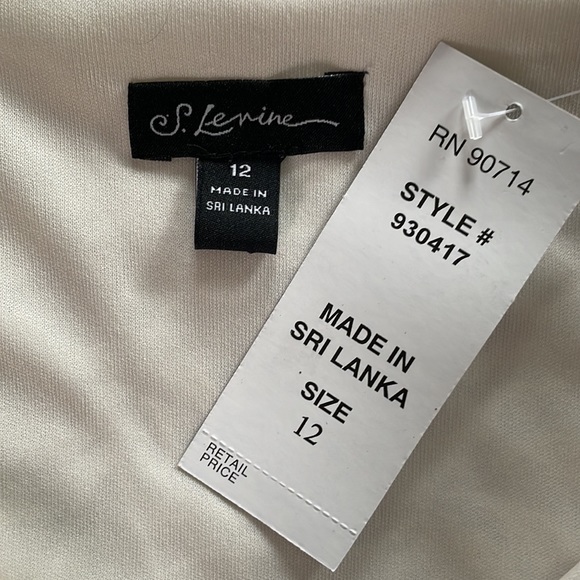 S. Levine
12
MADE IN
SRI LANKA
RN 90714
STYLE #
930417
MADE IN
SRI LANKA
SIZE
12
RETAIL
PRICE